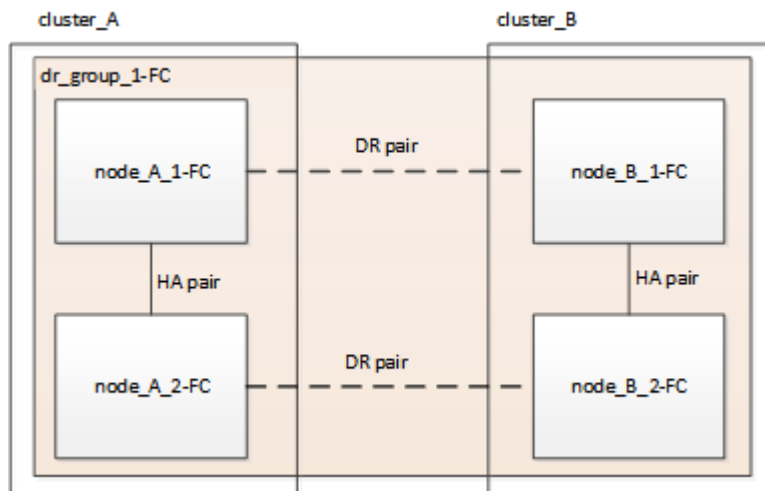 cluster_A
cluster_B
dr_group_1-FC
node_A_1-FC
DR pair
node_B_1-FC
HA pair
HA pair
node_A_2-FC
DR pair
node_B_2-FC